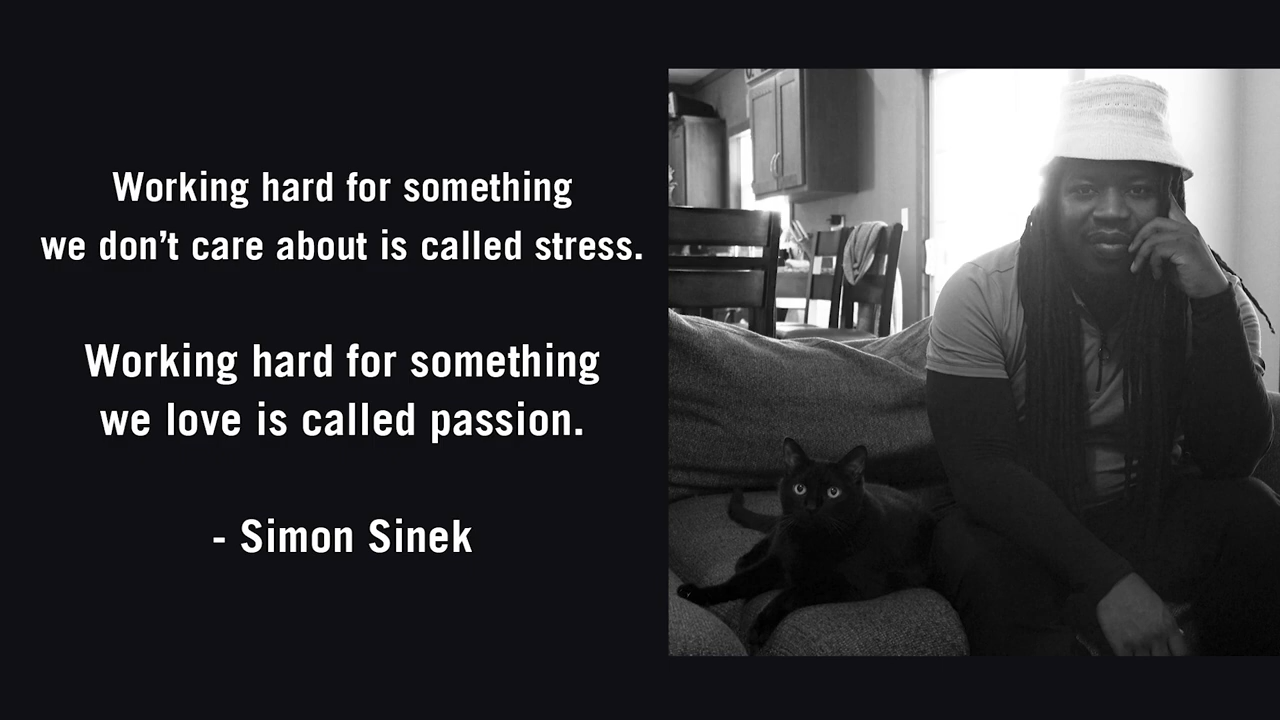 Working hard for something
we don’t care about is called stress.
Working hard for something
we love is called passion.
- Simon Sinek